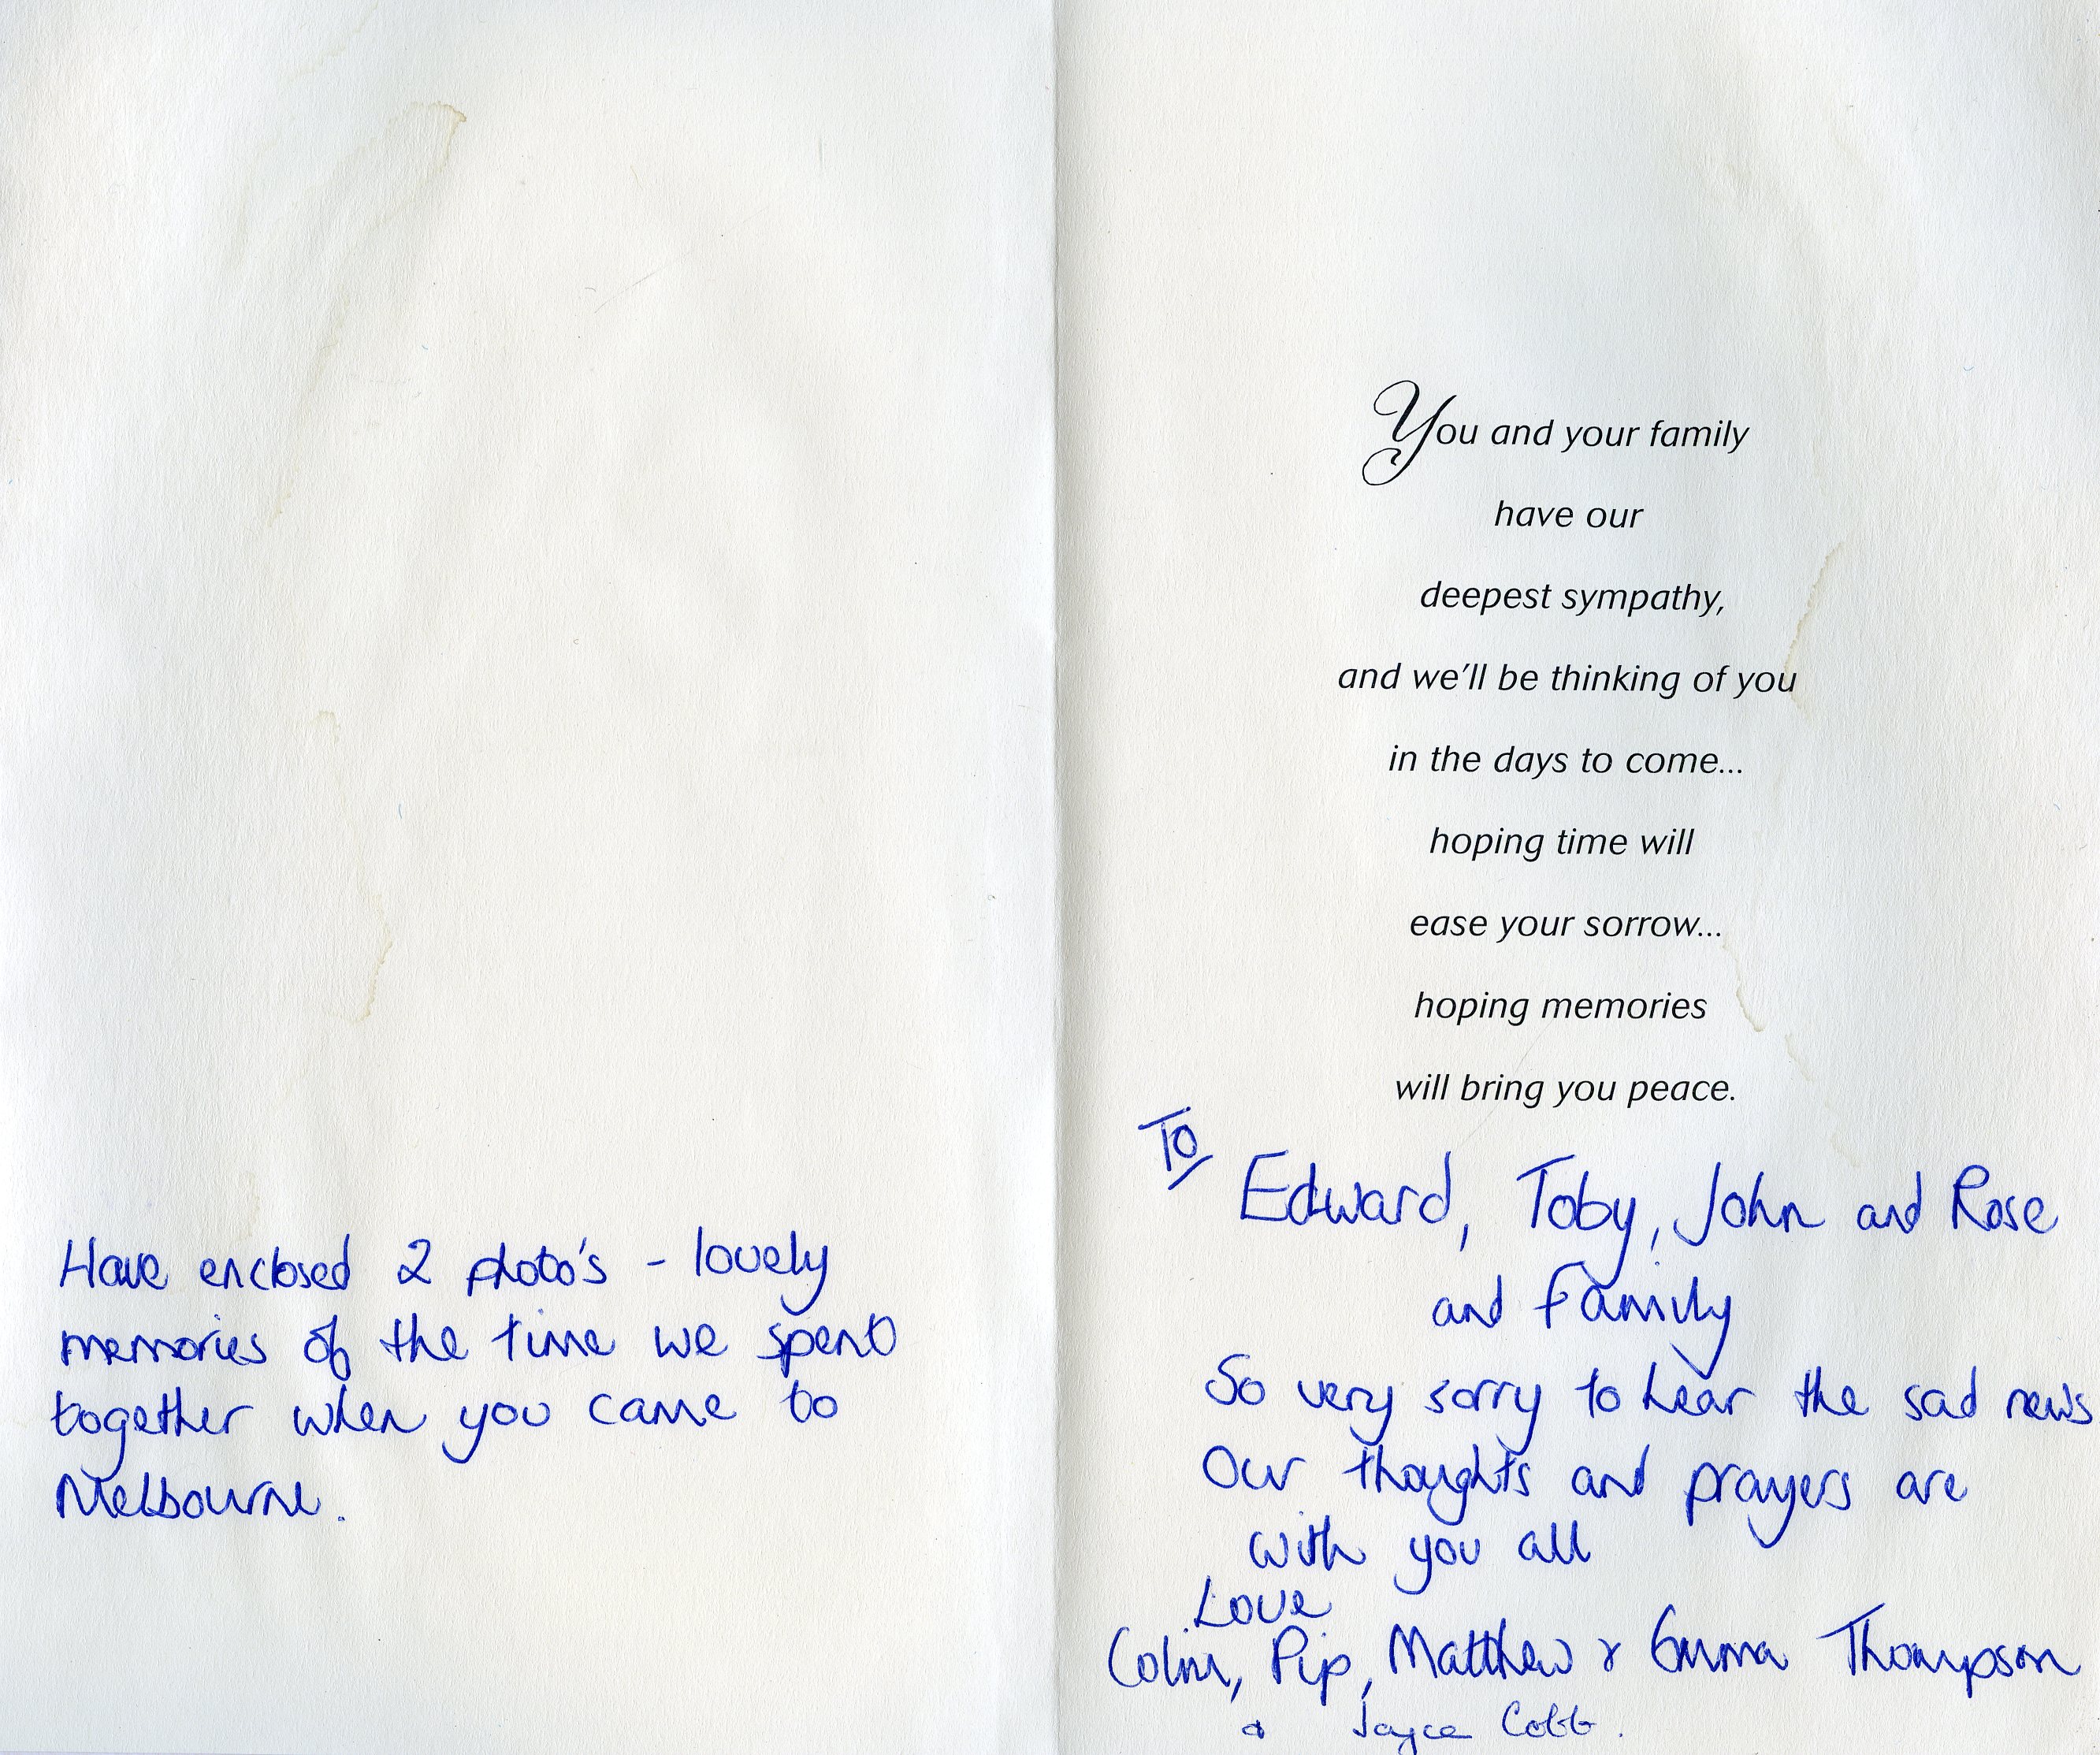 Have enclosed 2 photo's - lovely
memories of the time we spent
together when you came to
Melbourne.
You and your family
have our
deepest sympathy,
and we'll be thinking of you
in the days to come...
hoping time will
ease your sorrow...
hoping memories
will bring you peace.
To
Edward, Toby, John and Rose
and Family
So very sorry to hear the sad news
Our thoughts and prayers are
with you all
Love
Colin, Pip, Matthew & Emma Thompson
& Joyce Cobb.